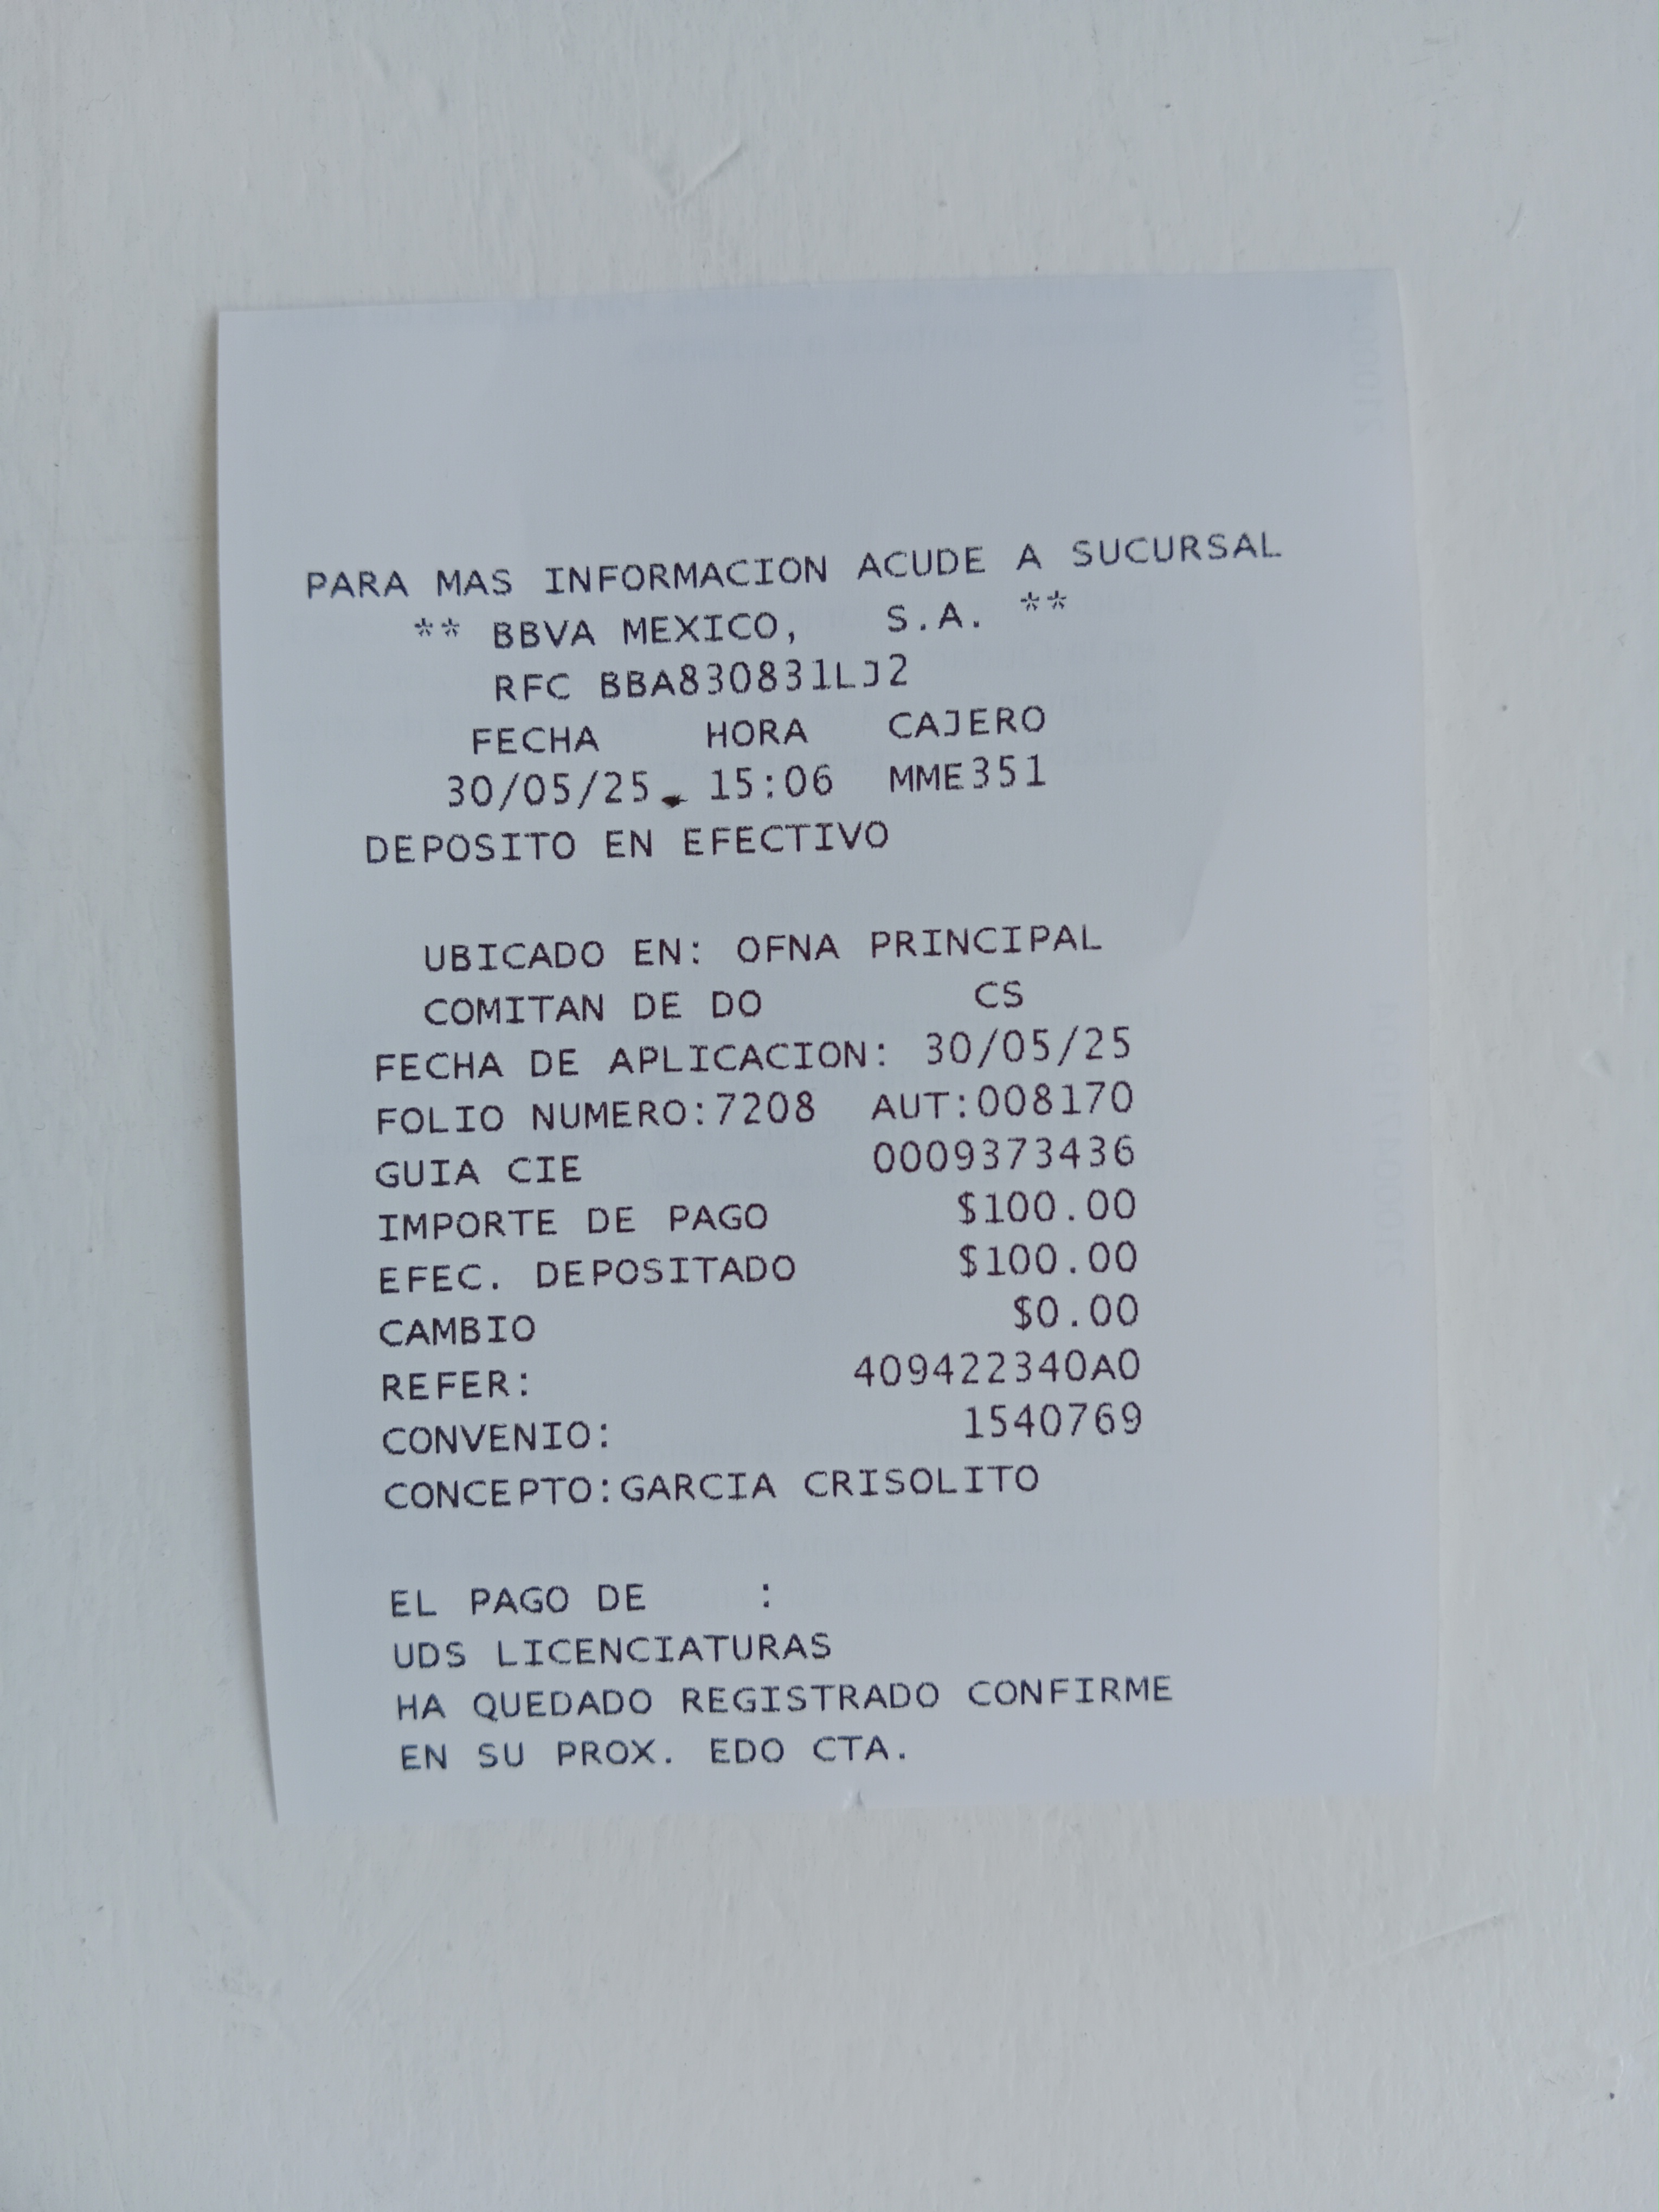 PARA MAS INFORMACION ACUDE A SUCURSAL
** BBVA MEXICO, S.A. **
RFC BBA830831LJ2
FECHA HORA CAJERO
30/05/25 15:06 MME351
DEPOSITO EN EFECTIVO
UBICADO EN: OFNA PRINCIPAL
COMITAN DE DO CS
FECHA DE APLICACION: 30/05/25
FOLIO NUMERO:7208 AUT:008170
GUIA CIE 0009373436
IMPORTE DE PAGO $100.00
EFEC. DEPOSITADO $100.00
CAMBIO $0.00
REFER: 409422340A0
CONVENIO: 1540769
CONCEPTO:GARCIA CRISOLITO
EL PAGO DE :
UDS LICENCIATURAS
HA QUEDADO REGISTRADO CONFIRME
EN SU PROX. EDO CTA.